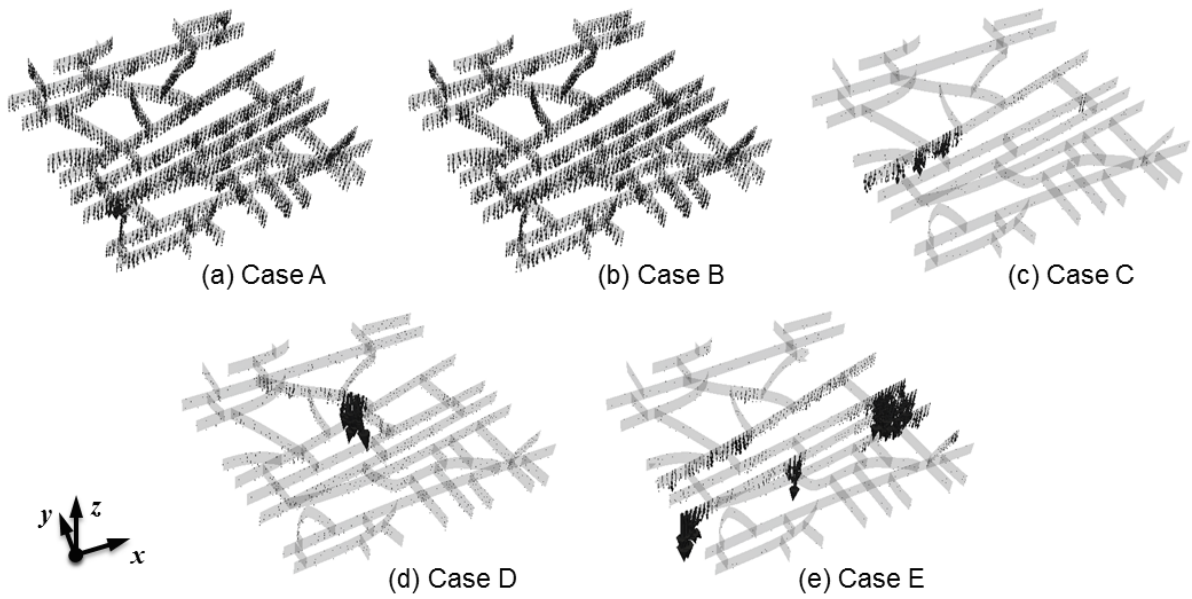 (a) Case A
(b) Case B
(c) Case C
(d) Case D
(e) Case E
z
y
x